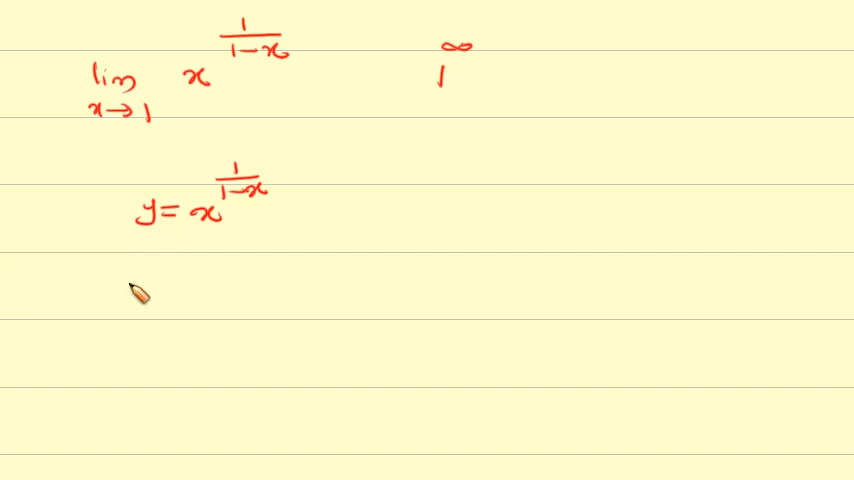 lim x→1 x^(1/(1-x)) 1^∞
y = x^(1/(1-x))